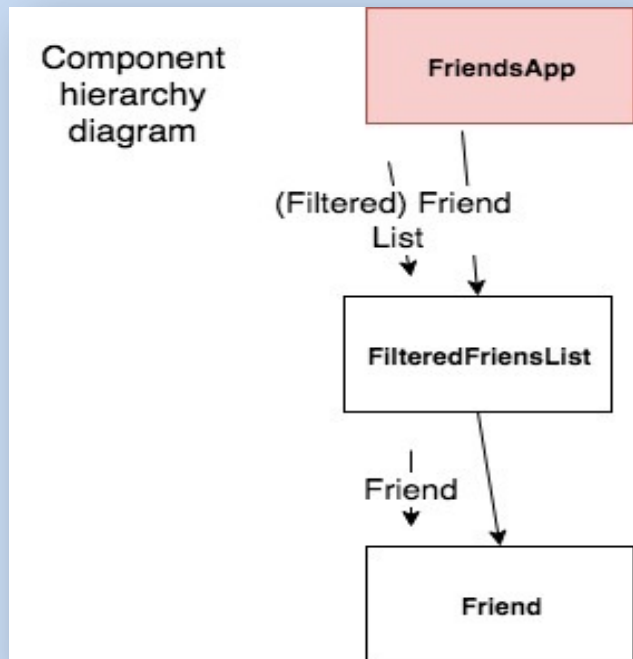 Component
hierarchy
diagram
FriendsApp
(Filtered) Friend
List
FilteredFriensList
Friend
Friend